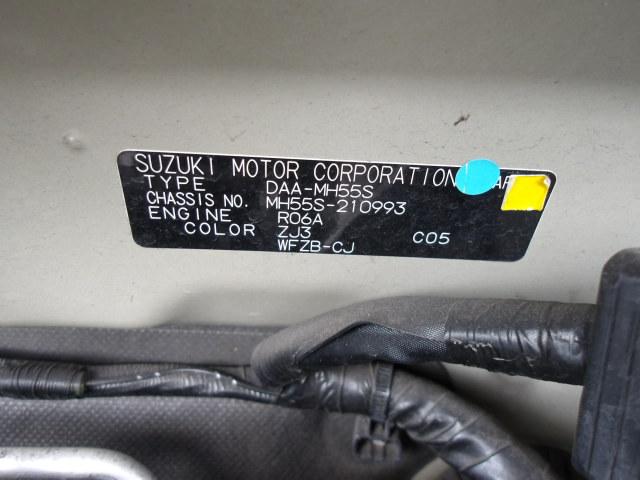 SUZUKI MOTOR CORPORATION
TYPE DAA-MH55S
CHASSIS NO. MH55S-210993
ENGINE R06A
COLOR ZJ3 C05
WFZB-CJ